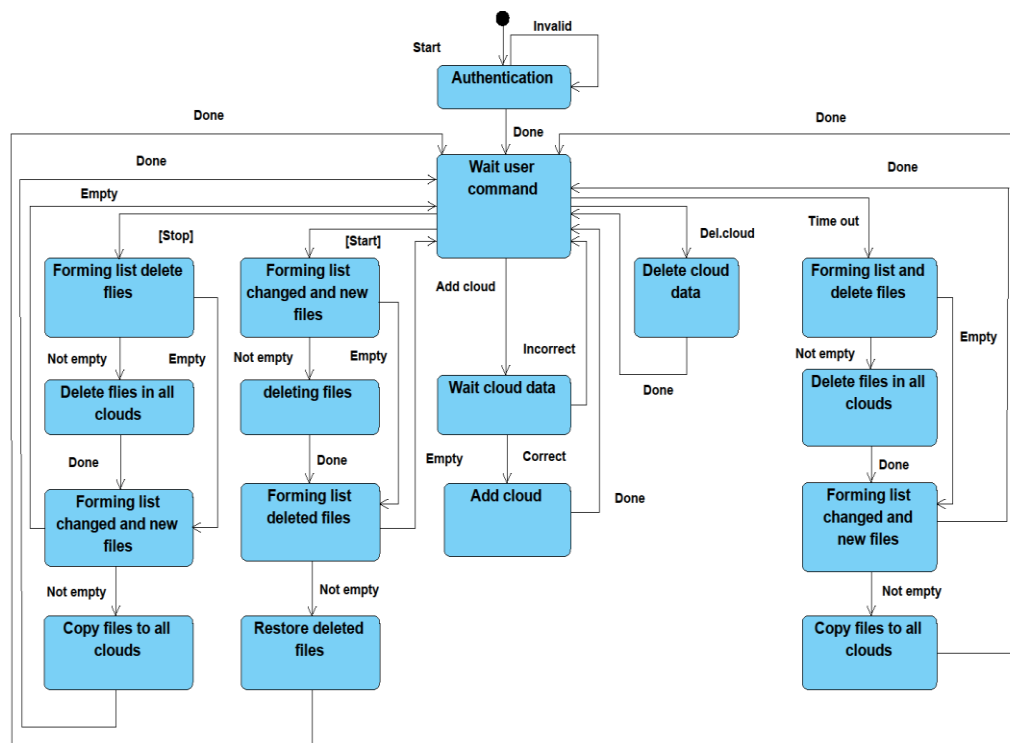 Invalid
Start
Authentication
Done
Done
Done
Done
Wait user
command
Done
Empty
Time out
[Stop]
[Start]
Del.cloud
Forming list delete
flies
Forming list
changed and new
files
Add cloud
Delete cloud
data
Forming list and
delete files
Not empty
Empty
Not empty
Empty
Incorrect
Empty
Not empty
Delete flies in all
clouds
deleting files
Wait cloud data
Done
Delete files in all
clouds
Done
Done
Empty
Correct
Done
Forming list
changed and new
files
Forming list
deleted files
Add cloud
Done
Forming list
changed and
new files
Not empty
Not empty
Not empty
Copy files to all
clouds
Restore deleted
files
Copy files to all
clouds